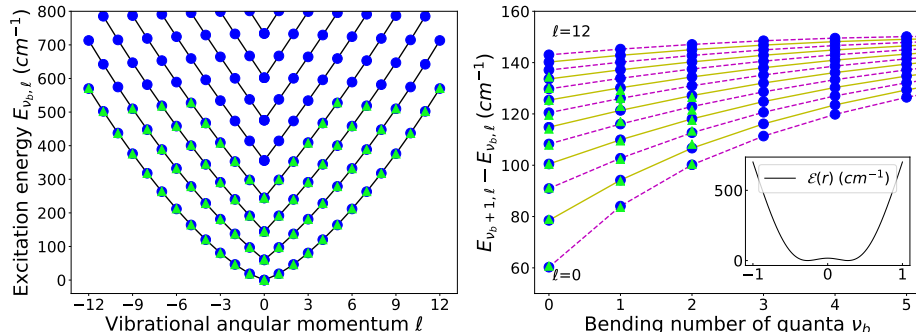 800
700
600
500
400
300
200
100
0
Excitation energy E_{ν_b,ℓ} (cm⁻¹)
−12 −9 −6 −3 0 3 6 9 12
Vibrational angular momentum ℓ
160
140
120
100
80
60
E_{ν_b+1,ℓ} − E_{ν_b,ℓ} (cm⁻¹)
ℓ=12
ℓ=0
ℰ(r) (cm⁻¹)
500
0
−1 0 1
0 1 2 3 4 5
Bending number of quanta ν_b